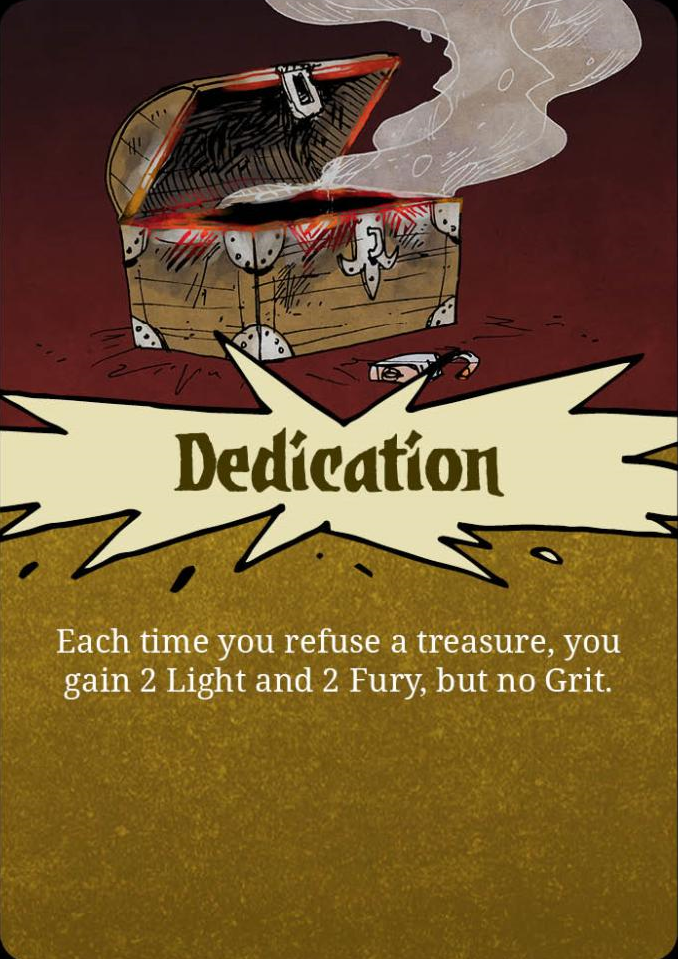 Dedication
Each time you refuse a treasure, you
gain 2 Light and 2 Fury, but no Grit.